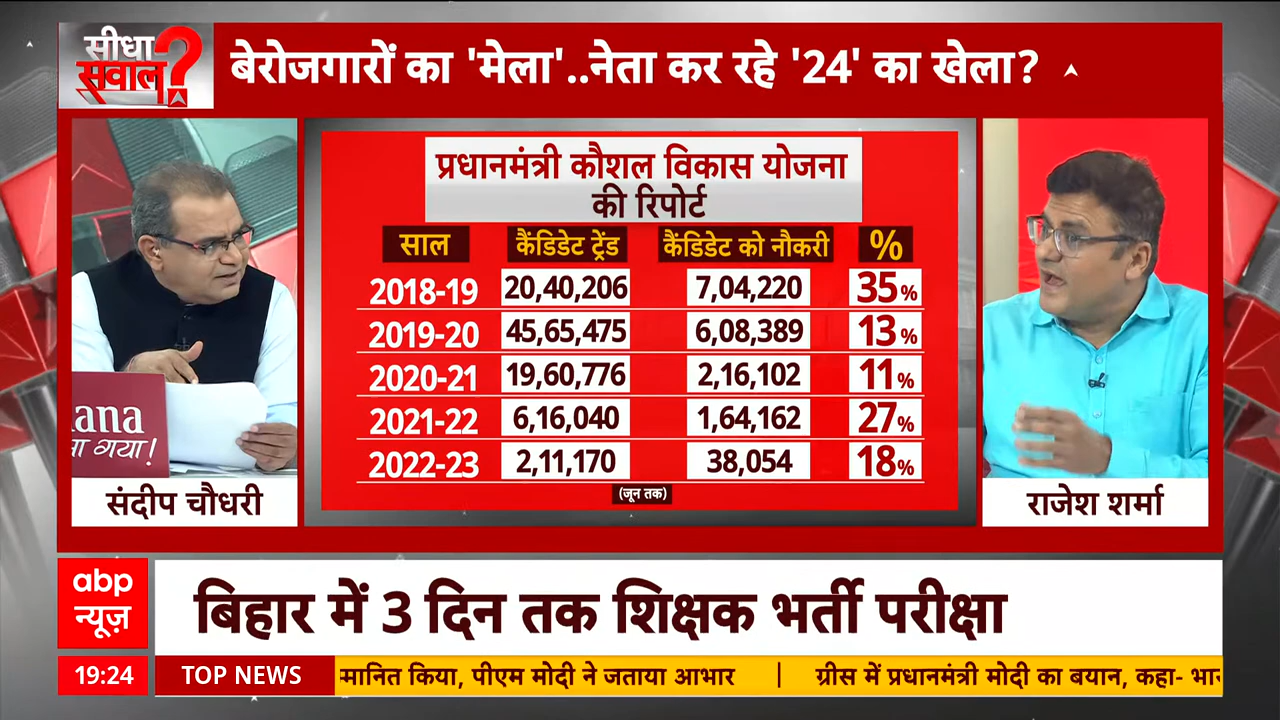 सीधा सवाल?
बेरोजगारों का 'मेला'..नेता कर रहे '24' का खेला?
प्रधानमंत्री कौशल विकास योजना
की रिपोर्ट
साल कैंडिडेट ट्रेंड कैंडिडेट को नौकरी %
2018-19 20,40,206 7,04,220 35%
2019-20 45,65,475 6,08,389 13%
2020-21 19,60,776 2,16,102 11%
2021-22 6,16,040 1,64,162 27%
2022-23 2,11,170 38,054 18%
(जून तक)
गया!
संदीप चौधरी
राजेश शर्मा
abp
न्यूज़
बिहार में 3 दिन तक शिक्षक भर्ती परीक्षा
19:24 TOP NEWS मानित किया, पीएम मोदी ने जताया आभार | ग्रीस में प्रधानमंत्री मोदी का बयान, कहा-